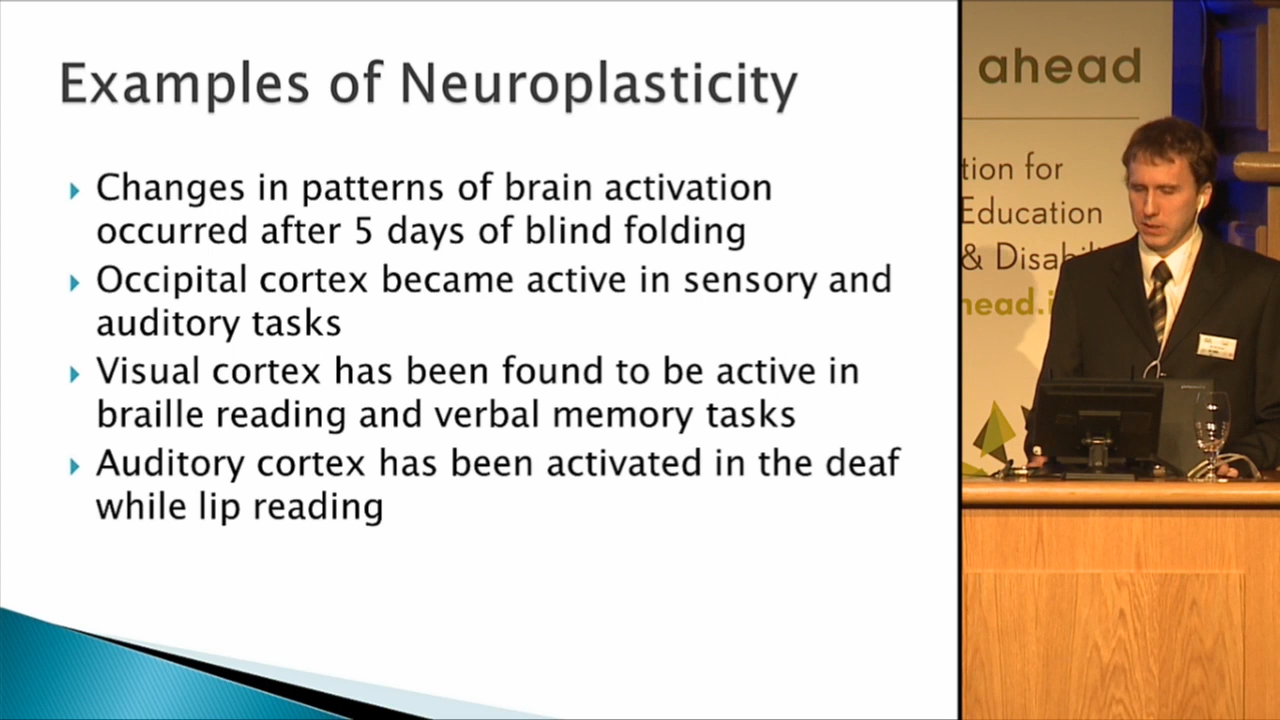 Examples of Neuroplasticity
Changes in patterns of brain activation
occurred after 5 days of blind folding
Occipital cortex became active in sensory and
auditory tasks
Visual cortex has been found to be active in
braille reading and verbal memory tasks
Auditory cortex has been activated in the deaf
while lip reading
ahead
tion for
Education
& Disabili
head.i